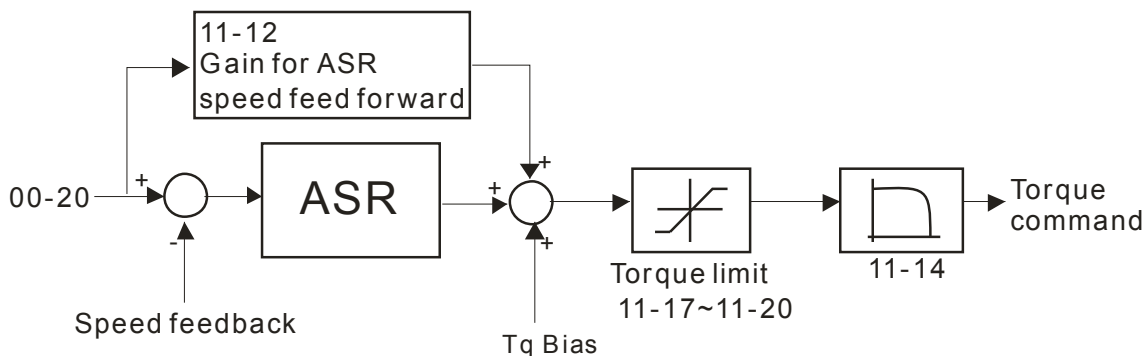 11-12
Gain for ASR
speed feed forward
+
+
00-20
ASR
+
Torque
command
-
+
Torque limit
11-17~11-20
11-14
Speed feedback
Tq Bias